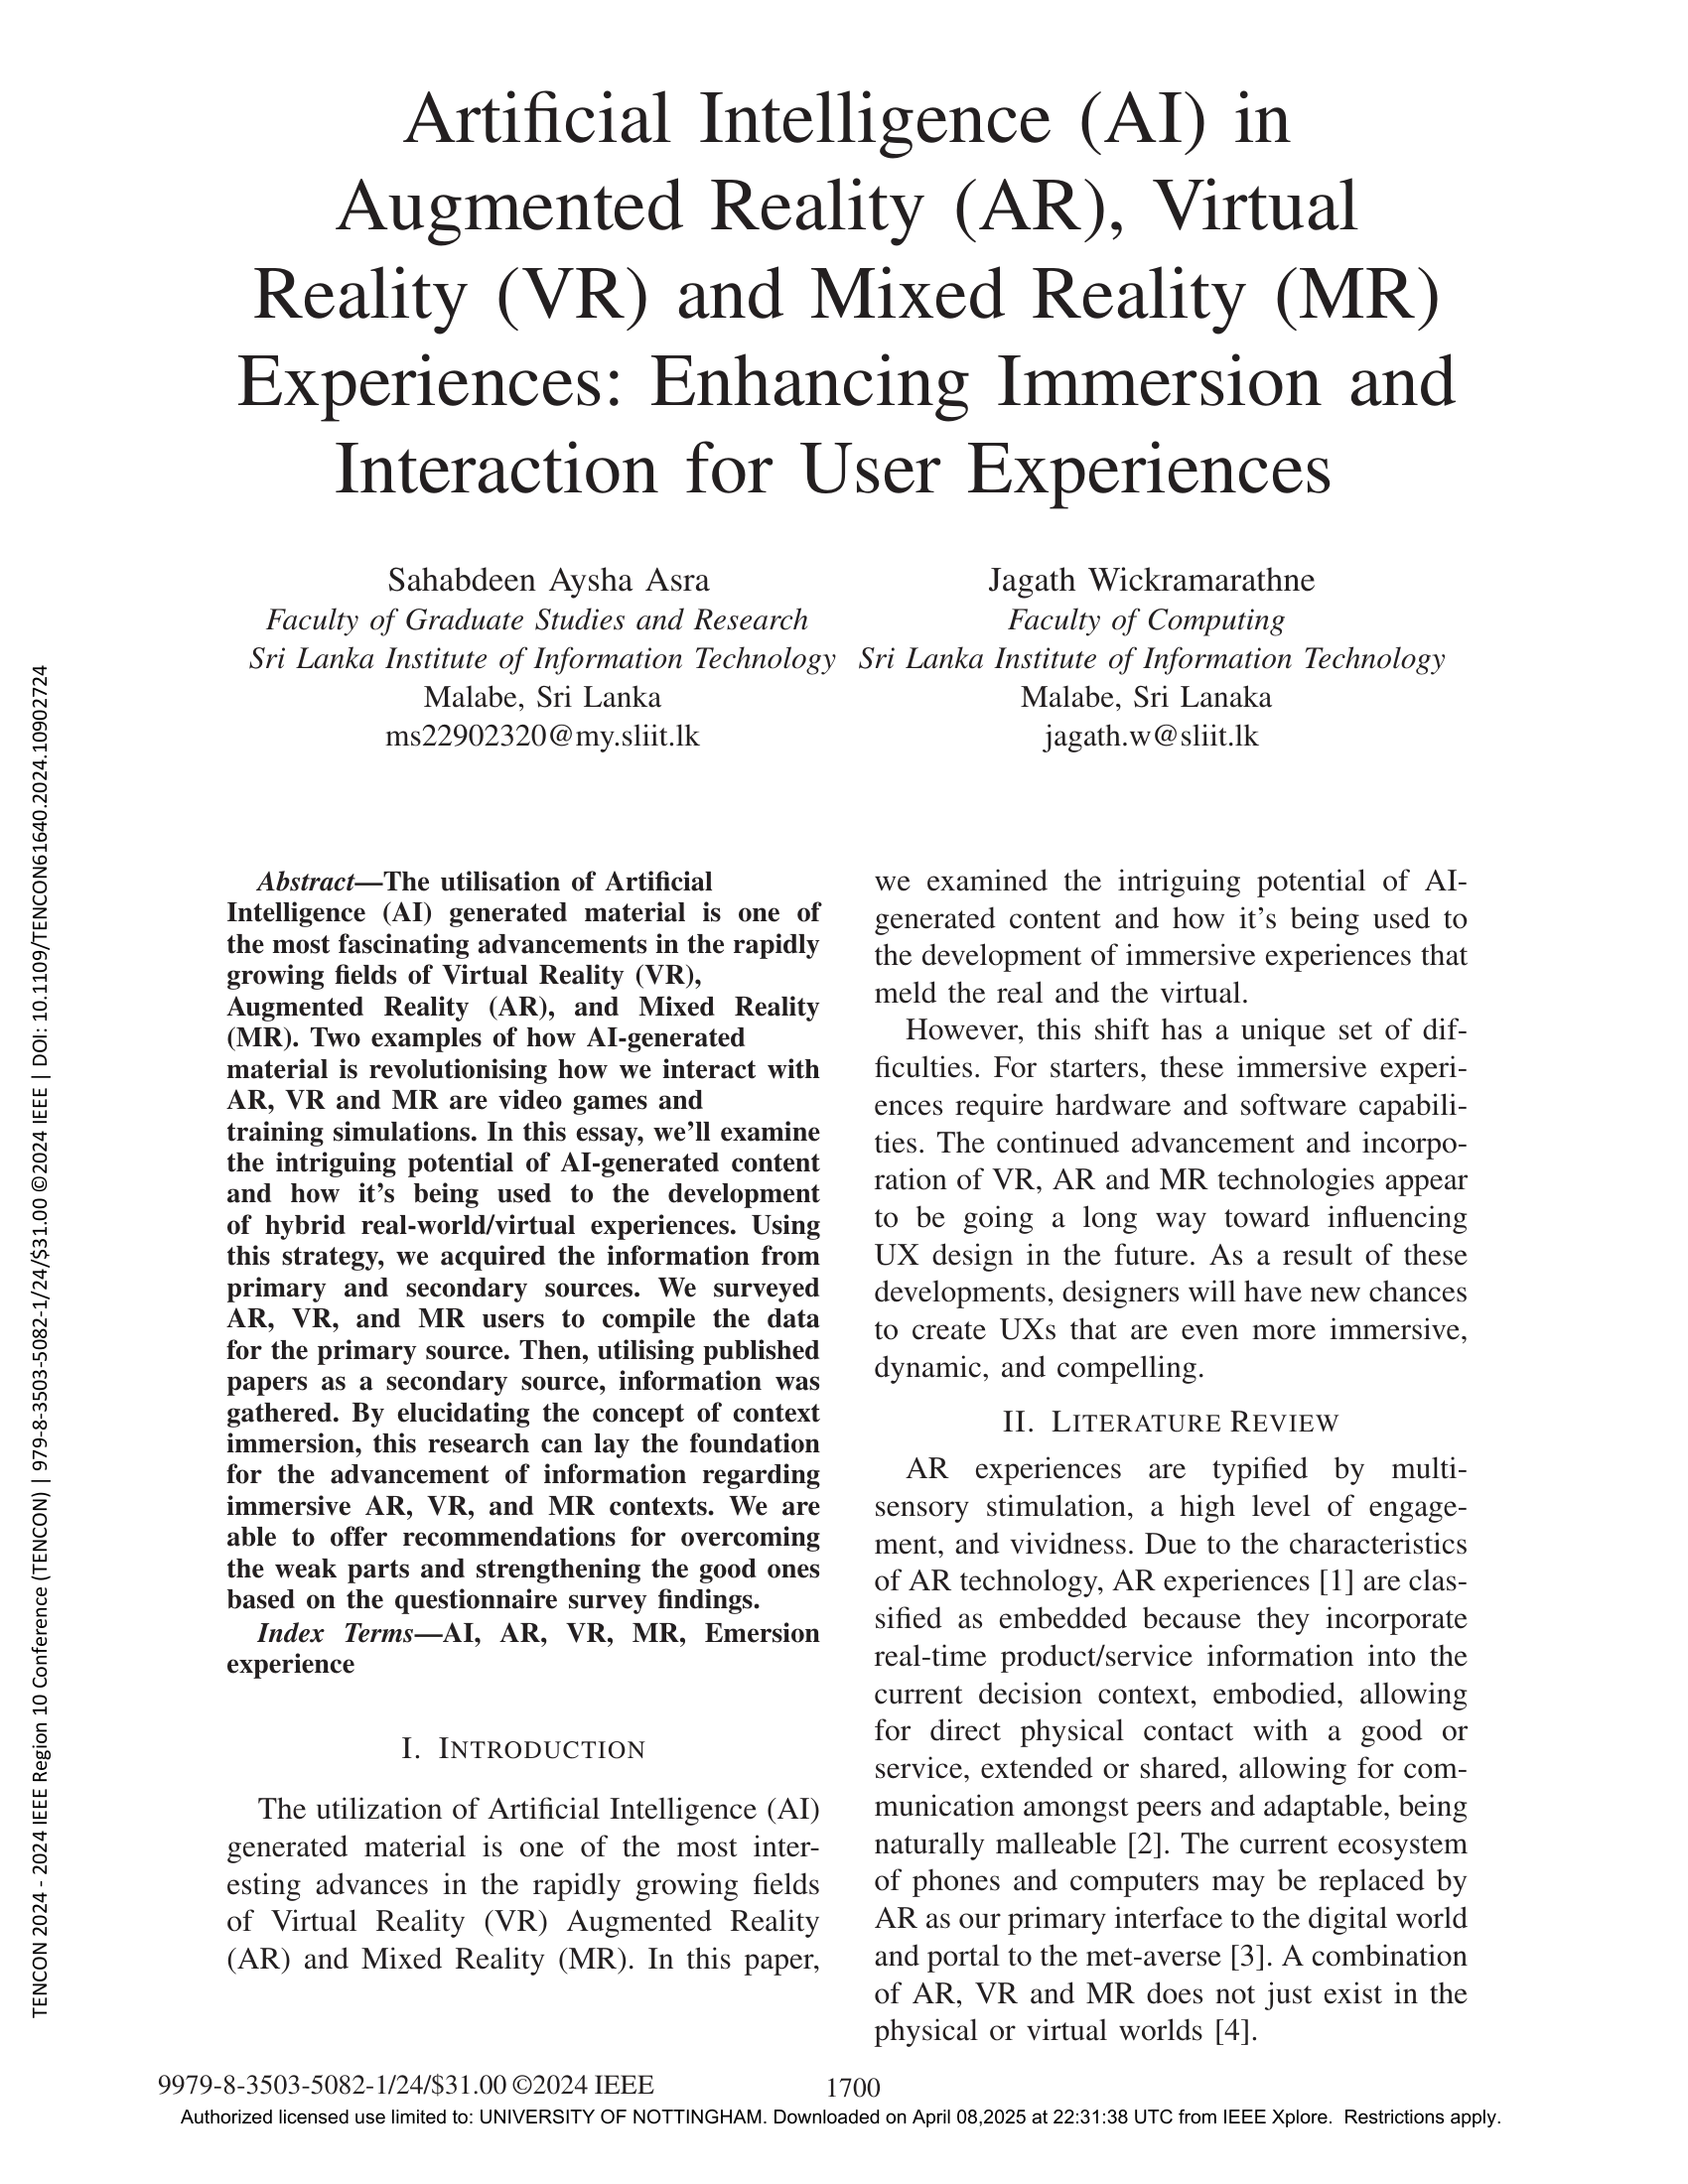 Artificial Intelligence (AI) in
Augmented Reality (AR), Virtual
Reality (VR) and Mixed Reality (MR)
Experiences: Enhancing Immersion and
Interaction for User Experiences
Sahabdeen Aysha Asra
Faculty of Graduate Studies and Research
Sri Lanka Institute of Information Technology
Malabe, Sri Lanka
ms22902320@my.sliit.lk
Jagath Wickramarathne
Faculty of Computing
Sri Lanka Institute of Information Technology
Malabe, Sri Lanaka
jagath.w@sliit.lk
Abstract—The utilisation of Artificial
Intelligence (AI) generated material is one of
the most fascinating advancements in the rapidly
growing fields of Virtual Reality (VR),
Augmented Reality (AR), and Mixed Reality
(MR). Two examples of how AI-generated
material is revolutionising how we interact with
AR, VR and MR are video games and
training simulations. In this essay, we'll examine
the intriguing potential of AI-generated content
and how it's being used to the development
of hybrid real-world/virtual experiences. Using
this strategy, we acquired the information from
primary and secondary sources. We surveyed
AR, VR, and MR users to compile the data
for the primary source. Then, utilising published
papers as a secondary source, information was
gathered. By elucidating the concept of context
immersion, this research can lay the foundation
for the advancement of information regarding
immersive AR, VR, and MR contexts. We are
able to offer recommendations for overcoming
the weak parts and strengthening the good ones
based on the questionnaire survey findings.
Index Terms—AI, AR, VR, MR, Emersion
experience
I. INTRODUCTION
The utilization of Artificial Intelligence (AI)
generated material is one of the most inter-
esting advances in the rapidly growing fields
of Virtual Reality (VR) Augmented Reality
(AR) and Mixed Reality (MR). In this paper,
we examined the intriguing potential of AI-
generated content and how it's being used to
the development of immersive experiences that
meld the real and the virtual.
However, this shift has a unique set of dif-
ficulties. For starters, these immersive experi-
ences require hardware and software capabili-
ties. The continued advancement and incorpo-
ration of VR, AR and MR technologies appear
to be going a long way toward influencing
UX design in the future. As a result of these
developments, designers will have new chances
to create UXs that are even more immersive,
dynamic, and compelling.
II. LITERATURE REVIEW
AR experiences are typified by multi-
sensory stimulation, a high level of engage-
ment, and vividness. Due to the characteristics
of AR technology, AR experiences [1] are clas-
sified as embedded because they incorporate
real-time product/service information into the
current decision context, embodied, allowing
for direct physical contact with a good or
service, extended or shared, allowing for com-
munication amongst peers and adaptable, being
naturally malleable [2]. The current ecosystem
of phones and computers may be replaced by
AR as our primary interface to the digital world
and portal to the met-averse [3]. A combination
of AR, VR and MR does not just exist in the
physical or virtual worlds [4].
TENCON 2024 - 2024 IEEE Region 10 Conference (TENCON) | 979-8-3503-5082-1/24/$31.00 ©2024 IEEE | DOI: 10.1109/TENCON61640.2024.10902724
9979-8-3503-5082-1/24/$31.00 ©2024 IEEE
1700
Authorized licensed use limited to: UNIVERSITY OF NOTTINGHAM. Downloaded on April 08,2025 at 22:31:38 UTC from IEEE Xplore. Restrictions apply.